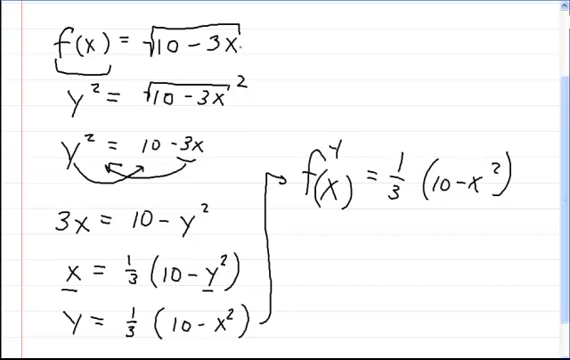 f(x) = √10 - 3x
y² = √10 - 3x ²
y² = 10 - 3x
3x = 10 - y²
x = 1/3 (10 - y²)
y = 1/3 (10 - x²)
y
f(x) = 1/3 (10 - x²)